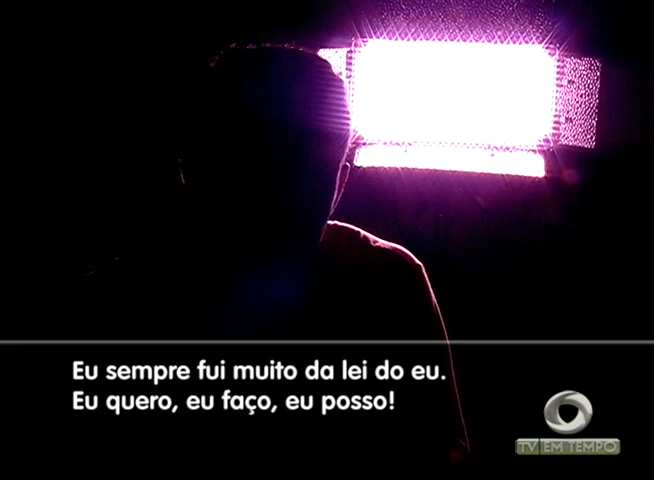 Eu sempre fui muito da lei do eu.
Eu quero, eu faço, eu posso!
TV EM TEMPO